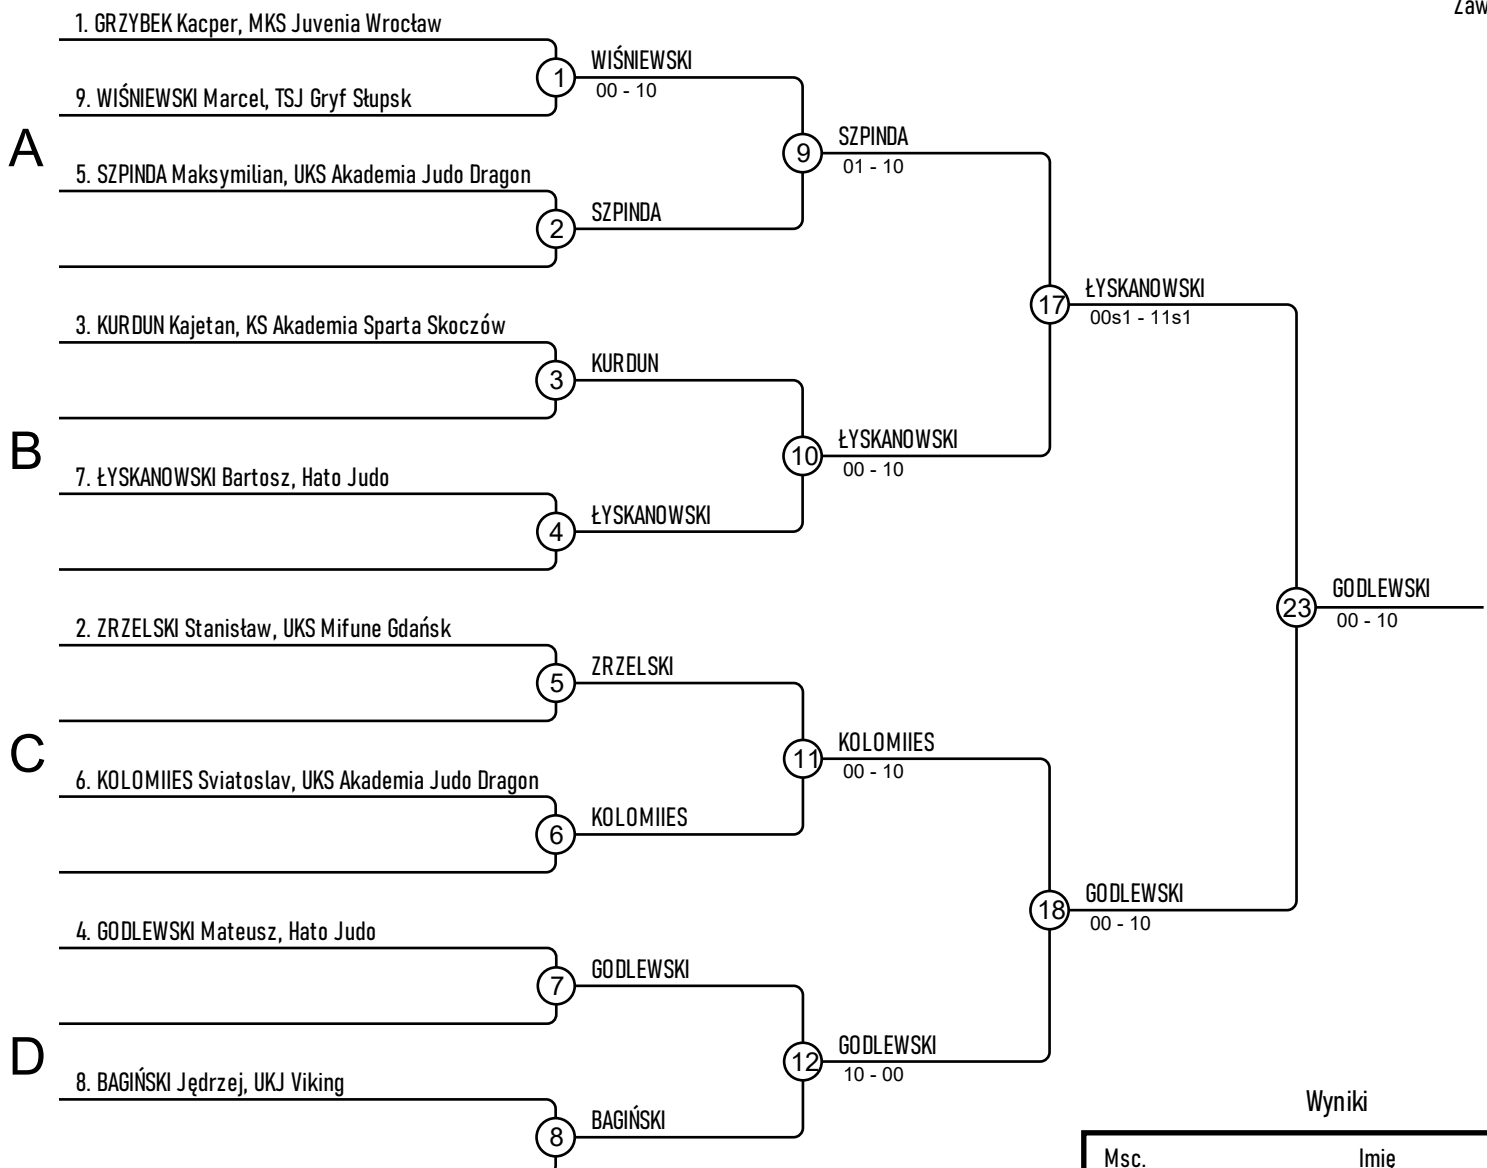 Zaw
1. GRZYBEK Kacper, MKS Juvenia Wrocław
1
WIŚNIEWSKI
00 - 10
9. WIŚNIEWSKI Marcel, TSJ Gryf Słupsk
A
9
SZPINDA
01 - 10
5. SZPINDA Maksymilian, UKS Akademia Judo Dragon
2
SZPINDA
17
ŁYSKANOWSKI
00s1 - 11s1
3. KURDUN Kajetan, KS Akademia Sparta Skoczów
3
KURDUN
B
10
ŁYSKANOWSKI
00 - 10
7. ŁYSKANOWSKI Bartosz, Hato Judo
4
ŁYSKANOWSKI
23
GODLEWSKI
00 - 10
2. ZRZELSKI Stanisław, UKS Mifune Gdańsk
5
ZRZELSKI
C
11
KOLOMIIES
00 - 10
6. KOLOMIIES Sviatoslav, UKS Akademia Judo Dragon
6
KOLOMIIES
18
GODLEWSKI
00 - 10
4. GODLEWSKI Mateusz, Hato Judo
7
GODLEWSKI
D
12
GODLEWSKI
10 - 00
8. BAGIŃSKI Jędrzej, UKJ Viking
8
BAGIŃSKI
Wyniki
Msc. Imię